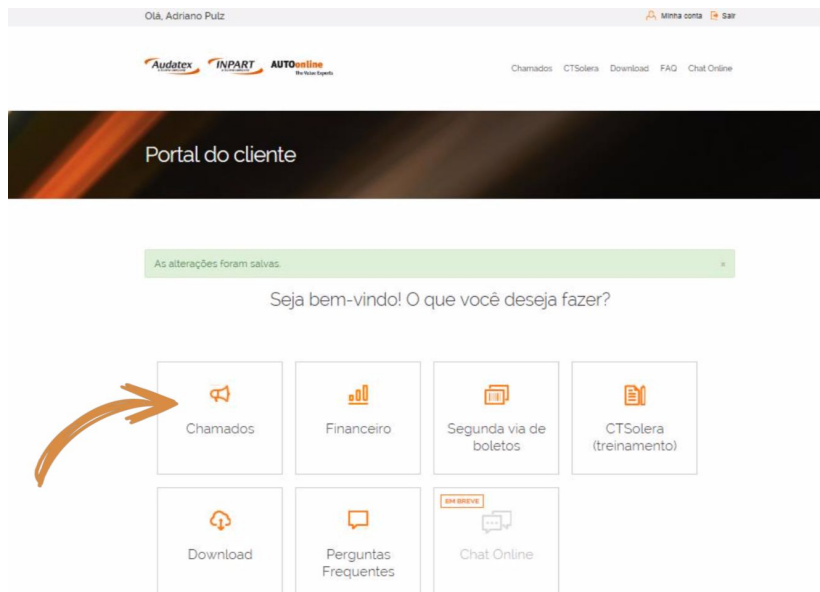 Olá, Adriano Pulz
Minha conta
Sair
Audatex
INPART
AUTOonline
The Value Experts
Chamados
CTSolera
Download
FAQ
Chat Online
Portal do cliente
As alterações foram salvas.
×
Seja bem-vindo! O que você deseja fazer?
Chamados
Financeiro
Segunda via de
boletos
CTSolera
(treinamento)
Download
Perguntas
Frequentes
EM BREVE
Chat Online